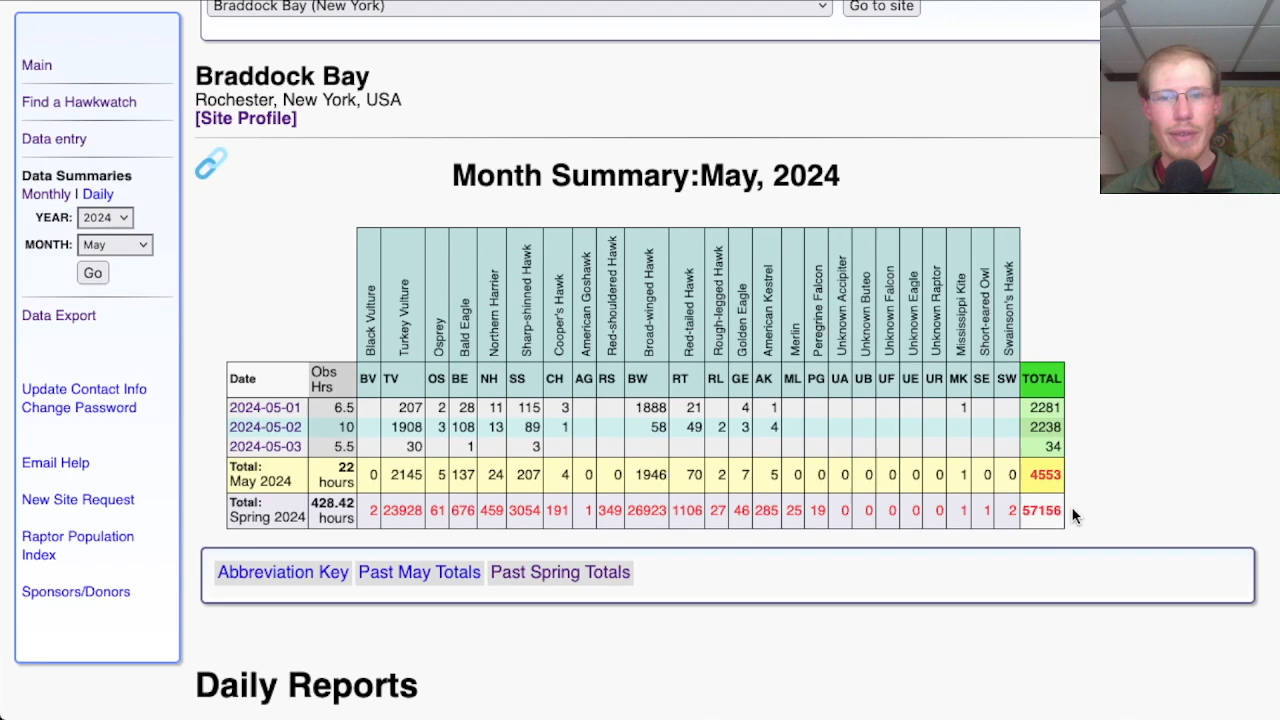 Braddock Bay (New York)
Go to site
Main
Find a Hawkwatch
Data entry
Data Summaries
Monthly | Daily
YEAR: 2024
MONTH: May
Go
Data Export
Update Contact Info
Change Password
Email Help
New Site Request
Raptor Population
Index
Sponsors/Donors
Braddock Bay
Rochester, New York, USA
[Site Profile]
Month Summary:May, 2024
Black Vulture
Turkey Vulture
Osprey
Bald Eagle
Northern Harrier
Sharp-shinned Hawk
Cooper's Hawk
American Goshawk
Red-shouldered Hawk
Broad-winged Hawk
Red-tailed Hawk
Rough-legged Hawk
Golden Eagle
American Kestrel
Merlin
Peregrine Falcon
Unknown Accipiter
Unknown Buteo
Unknown Falcon
Unknown Eagle
Unknown Raptor
Mississippi Kite
Short-eared Owl
Swainson's Hawk
Date Obs Hrs BV TV OS BE NH SS CH AG RS BW RT RL GE AK ML PG UA UB UF UE UR MK SE SW TOTAL
2024-05-01 6.5 207 2 28 11 115 3 1888 21 4 1 1 2281
2024-05-02 10 1908 3 108 13 89 1 58 49 2 3 4 2238
2024-05-03 5.5 30 1 3 34
Total: May 2024 22 hours 0 2145 5 137 24 207 4 0 0 1946 70 2 7 5 0 0 0 0 0 0 0 1 0 0 4553
Total: Spring 2024 428.42 hours 2 23928 61 676 459 3054 191 1 349 26923 1106 27 46 285 25 19 0 0 0 0 0 1 1 2 57156
Abbreviation Key Past May Totals Past Spring Totals
Daily Reports